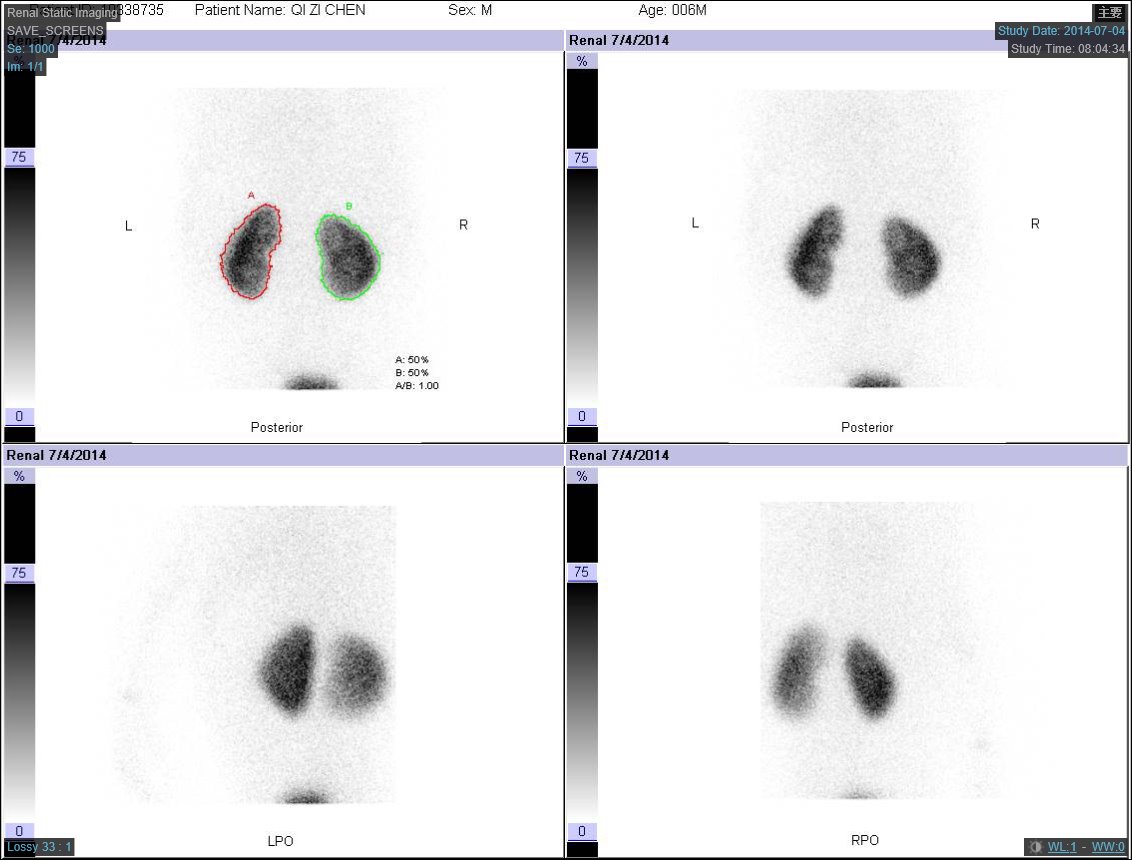 Renal Static Imaging
10338735 Patient Name: QI ZI CHEN Sex: M Age: 006M
主要
SAVE_SCREENS
Study Date: 2014-07-04
Renal 7/4/2014
Renal 7/4/2014
Se: 1000
Study Time: 08:04:34
Im: 1/1
%
75
75
A
B
L
R
L
R
A: 50%
B: 50%
A/B: 1.00
0
0
Posterior
Posterior
Renal 7/4/2014
Renal 7/4/2014
%
%
75
75
0
0
LPO
RPO
Lossy 33 : 1
WL:1 - WW:0